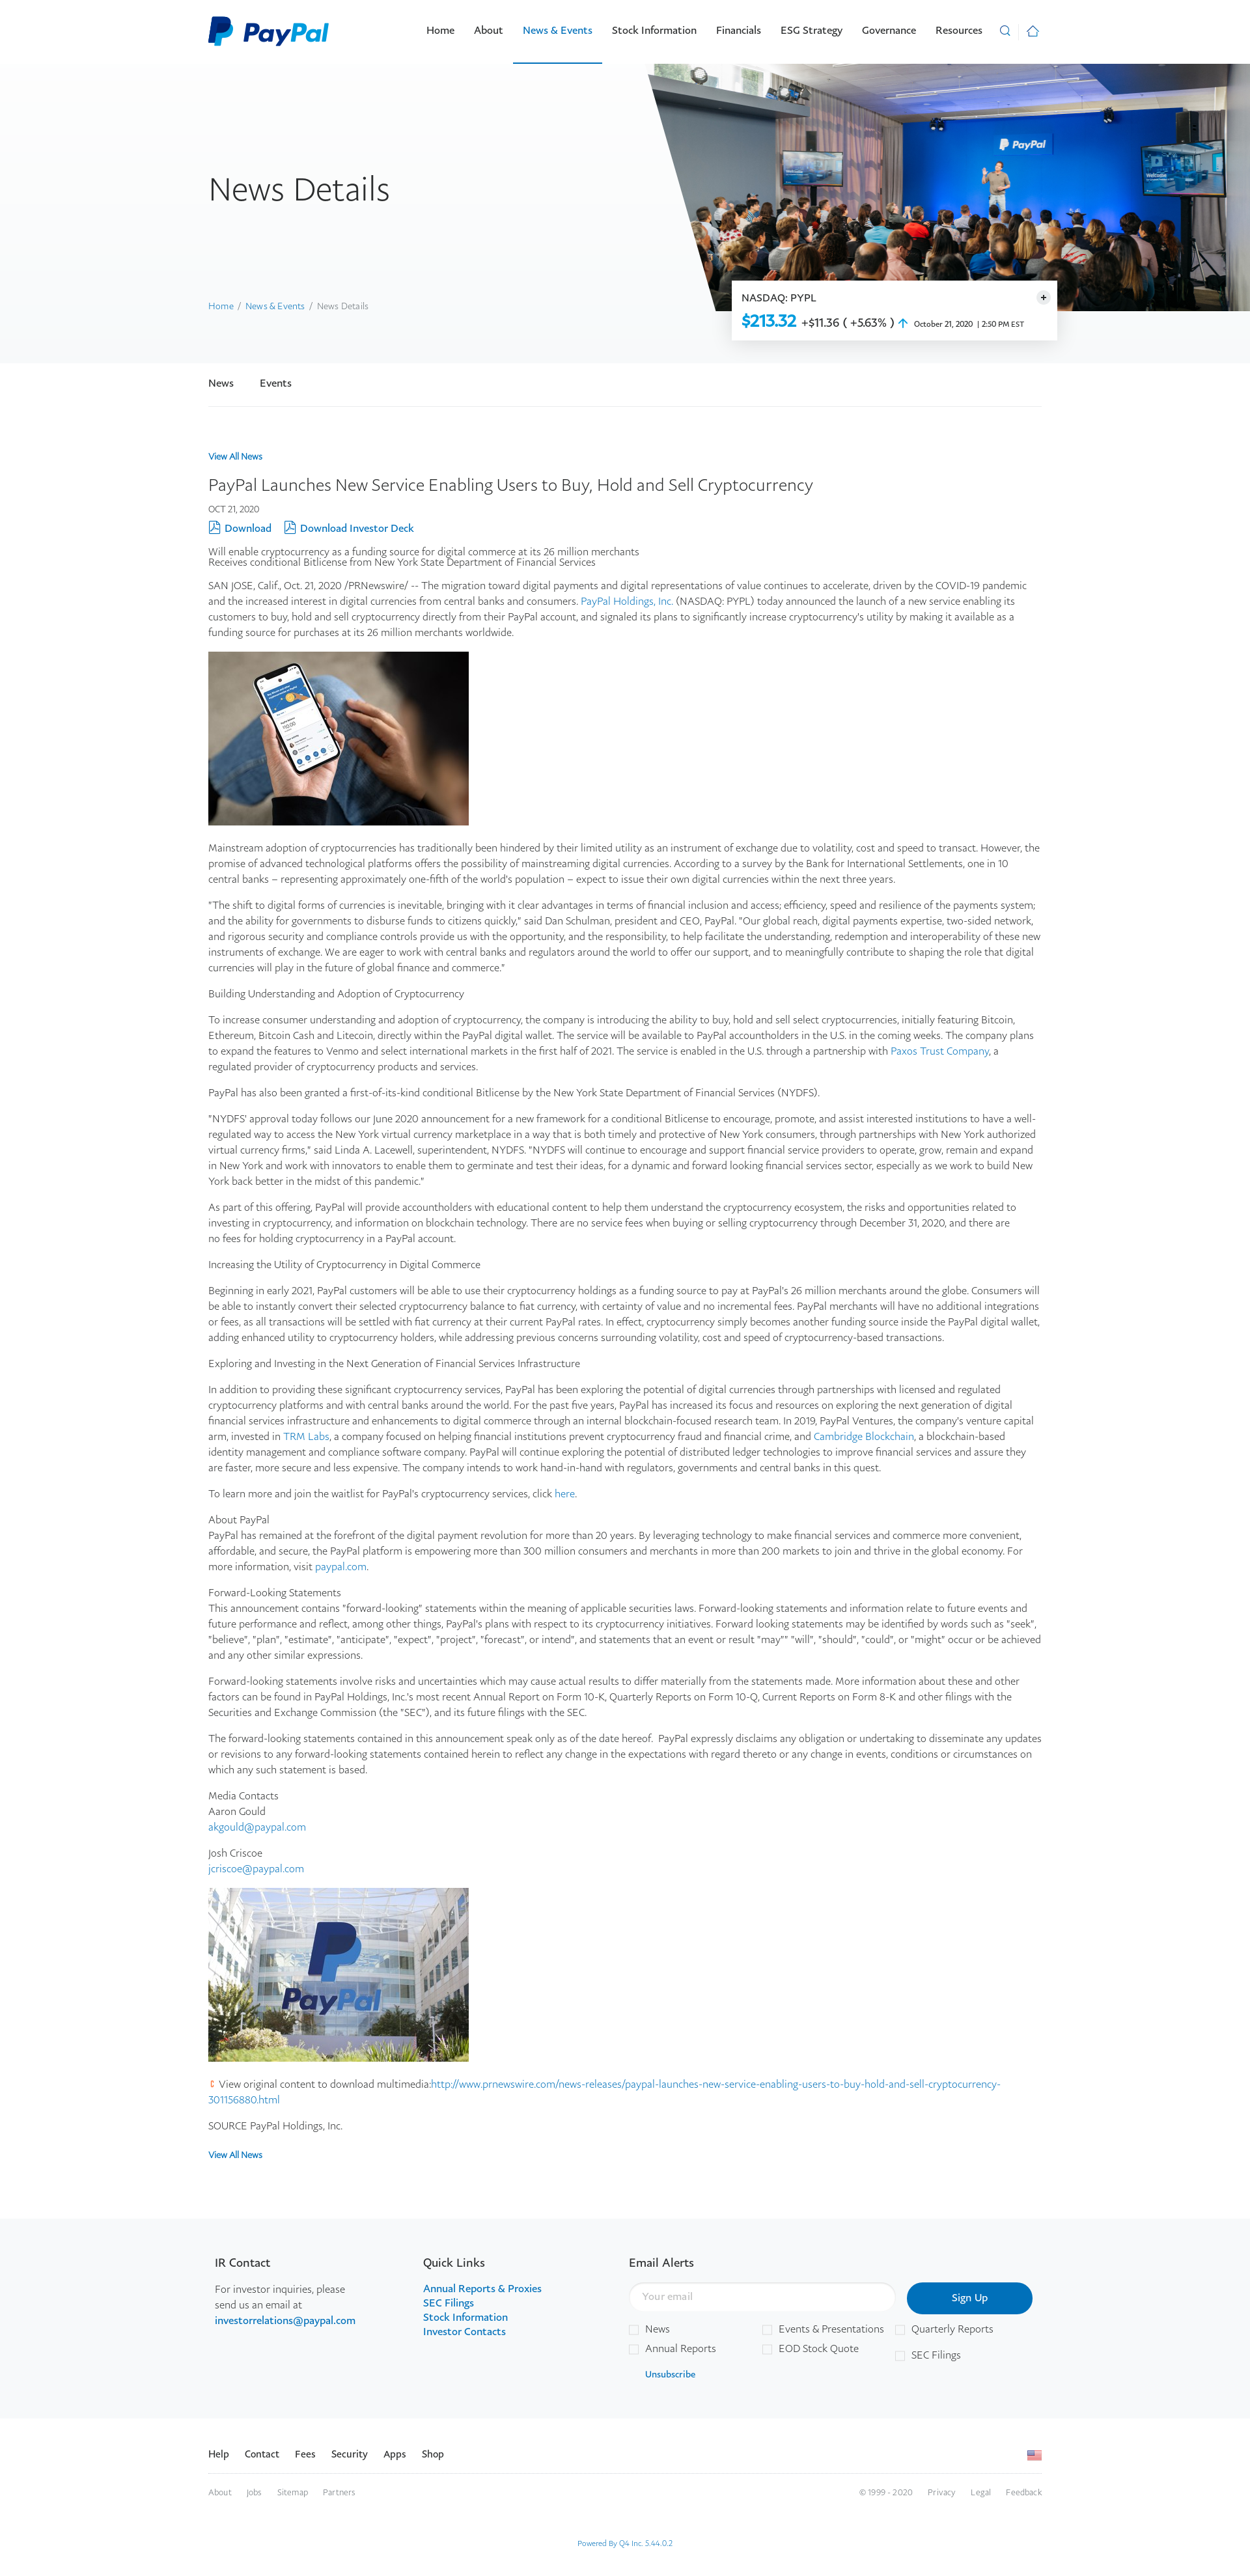 PayPal
Home About News & Events Stock Information Financials ESG Strategy Governance Resources
PayPal
News Details
Home / News & Events / News Details
NASDAQ: PYPL
$213.32 +$11.36 ( +5.63% ) October 21, 2020 | 2:50 PM EST
News Events
View All News
PayPal Launches New Service Enabling Users to Buy, Hold and Sell Cryptocurrency
OCT 21, 2020
Download Download Investor Deck
Will enable cryptocurrency as a funding source for digital commerce at its 26 million merchants
Receives conditional Bitlicense from New York State Department of Financial Services
SAN JOSE, Calif., Oct. 21, 2020 /PRNewswire/ -- The migration toward digital payments and digital representations of value continues to accelerate, driven by the COVID-19 pandemic
and the increased interest in digital currencies from central banks and consumers. PayPal Holdings, Inc. (NASDAQ: PYPL) today announced the launch of a new service enabling its
customers to buy, hold and sell cryptocurrency directly from their PayPal account, and signaled its plans to significantly increase cryptocurrency's utility by making it available as a
funding source for purchases at its 26 million merchants worldwide.
Mainstream adoption of cryptocurrencies has traditionally been hindered by their limited utility as an instrument of exchange due to volatility, cost and speed to transact. However, the
promise of advanced technological platforms offers the possibility of mainstreaming digital currencies. According to a survey by the Bank for International Settlements, one in 10
central banks – representing approximately one-fifth of the world's population – expect to issue their own digital currencies within the next three years.
"The shift to digital forms of currencies is inevitable, bringing with it clear advantages in terms of financial inclusion and access; efficiency, speed and resilience of the payments system;
and the ability for governments to disburse funds to citizens quickly," said Dan Schulman, president and CEO, PayPal. "Our global reach, digital payments expertise, two-sided network,
and rigorous security and compliance controls provide us with the opportunity, and the responsibility, to help facilitate the understanding, redemption and interoperability of these new
instruments of exchange. We are eager to work with central banks and regulators around the world to offer our support, and to meaningfully contribute to shaping the role that digital
currencies will play in the future of global finance and commerce."
Building Understanding and Adoption of Cryptocurrency
To increase consumer understanding and adoption of cryptocurrency, the company is introducing the ability to buy, hold and sell select cryptocurrencies, initially featuring Bitcoin,
Ethereum, Bitcoin Cash and Litecoin, directly within the PayPal digital wallet. The service will be available to PayPal accountholders in the U.S. in the coming weeks. The company plans
to expand the features to Venmo and select international markets in the first half of 2021. The service is enabled in the U.S. through a partnership with Paxos Trust Company, a
regulated provider of cryptocurrency products and services.
PayPal has also been granted a first-of-its-kind conditional Bitlicense by the New York State Department of Financial Services (NYDFS).
"NYDFS' approval today follows our June 2020 announcement for a new framework for a conditional Bitlicense to encourage, promote, and assist interested institutions to have a well-
regulated way to access the New York virtual currency marketplace in a way that is both timely and protective of New York consumers, through partnerships with New York authorized
virtual currency firms," said Linda A. Lacewell, superintendent, NYDFS. "NYDFS will continue to encourage and support financial service providers to operate, grow, remain and expand
in New York and work with innovators to enable them to germinate and test their ideas, for a dynamic and forward looking financial services sector, especially as we work to build New
York back better in the midst of this pandemic."
As part of this offering, PayPal will provide accountholders with educational content to help them understand the cryptocurrency ecosystem, the risks and opportunities related to
investing in cryptocurrency, and information on blockchain technology. There are no service fees when buying or selling cryptocurrency through December 31, 2020, and there are
no fees for holding cryptocurrency in a PayPal account.
Increasing the Utility of Cryptocurrency in Digital Commerce
Beginning in early 2021, PayPal customers will be able to use their cryptocurrency holdings as a funding source to pay at PayPal's 26 million merchants around the globe. Consumers will
be able to instantly convert their selected cryptocurrency balance to fiat currency, with certainty of value and no incremental fees. PayPal merchants will have no additional integrations
or fees, as all transactions will be settled with fiat currency at their current PayPal rates. In effect, cryptocurrency simply becomes another funding source inside the PayPal digital wallet,
adding enhanced utility to cryptocurrency holders, while addressing previous concerns surrounding volatility, cost and speed of cryptocurrency-based transactions.
Exploring and Investing in the Next Generation of Financial Services Infrastructure
In addition to providing these significant cryptocurrency services, PayPal has been exploring the potential of digital currencies through partnerships with licensed and regulated
cryptocurrency platforms and with central banks around the world. For the past five years, PayPal has increased its focus and resources on exploring the next generation of digital
financial services infrastructure and enhancements to digital commerce through an internal blockchain-focused research team. In 2019, PayPal Ventures, the company's venture capital
arm, invested in TRM Labs, a company focused on helping financial institutions prevent cryptocurrency fraud and financial crime, and Cambridge Blockchain, a blockchain-based
identity management and compliance software company. PayPal will continue exploring the potential of distributed ledger technologies to improve financial services and assure they
are faster, more secure and less expensive. The company intends to work hand-in-hand with regulators, governments and central banks in this quest.
To learn more and join the waitlist for PayPal's cryptocurrency services, click here.
About PayPal
PayPal has remained at the forefront of the digital payment revolution for more than 20 years. By leveraging technology to make financial services and commerce more convenient,
affordable, and secure, the PayPal platform is empowering more than 300 million consumers and merchants in more than 200 markets to join and thrive in the global economy. For
more information, visit paypal.com.
Forward-Looking Statements
This announcement contains "forward-looking" statements within the meaning of applicable securities laws. Forward-looking statements and information relate to future events and
future performance and reflect, among other things, PayPal's plans with respect to its cryptocurrency initiatives. Forward looking statements may be identified by words such as "seek",
"believe", "plan", "estimate", "anticipate", "expect", "project", "forecast", or intend", and statements that an event or result "may"" "will", "should", "could", or "might" occur or be achieved
and any other similar expressions.
Forward-looking statements involve risks and uncertainties which may cause actual results to differ materially from the statements made. More information about these and other
factors can be found in PayPal Holdings, Inc.'s most recent Annual Report on Form 10-K, Quarterly Reports on Form 10-Q, Current Reports on Form 8-K and other filings with the
Securities and Exchange Commission (the "SEC"), and its future filings with the SEC.
The forward-looking statements contained in this announcement speak only as of the date hereof. PayPal expressly disclaims any obligation or undertaking to disseminate any updates
or revisions to any forward-looking statements contained herein to reflect any change in the expectations with regard thereto or any change in events, conditions or circumstances on
which any such statement is based.
Media Contacts
Aaron Gould
akgould@paypal.com
Josh Criscoe
jcriscoe@paypal.com
PayPal
View original content to download multimedia:http://www.prnewswire.com/news-releases/paypal-launches-new-service-enabling-users-to-buy-hold-and-sell-cryptocurrency-
301156880.html
SOURCE PayPal Holdings, Inc.
View All News
IR Contact
For investor inquiries, please
send us an email at
investorrelations@paypal.com
Quick Links
Annual Reports & Proxies
SEC Filings
Stock Information
Investor Contacts
Email Alerts
Your email Sign Up
News Events & Presentations Quarterly Reports
Annual Reports EOD Stock Quote SEC Filings
Unsubscribe
Help Contact Fees Security Apps Shop
About Jobs Sitemap Partners © 1999 - 2020 Privacy Legal Feedback
Powered By Q4 Inc. 5.44.0.2